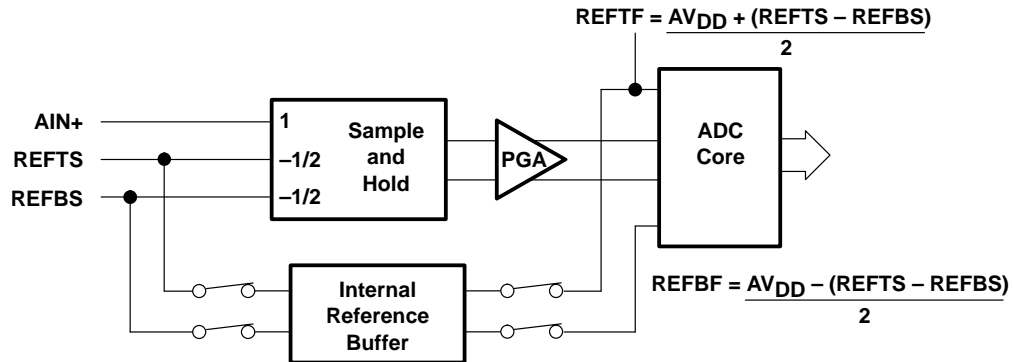 REFTF = AVDD + (REFTS – REFBS)
2
AIN+
REFTS
REFBS
1
–1/2
–1/2
Sample
and
Hold
PGA
ADC
Core
Internal
Reference
Buffer
REFBF = AVDD – (REFTS – REFBS)
2